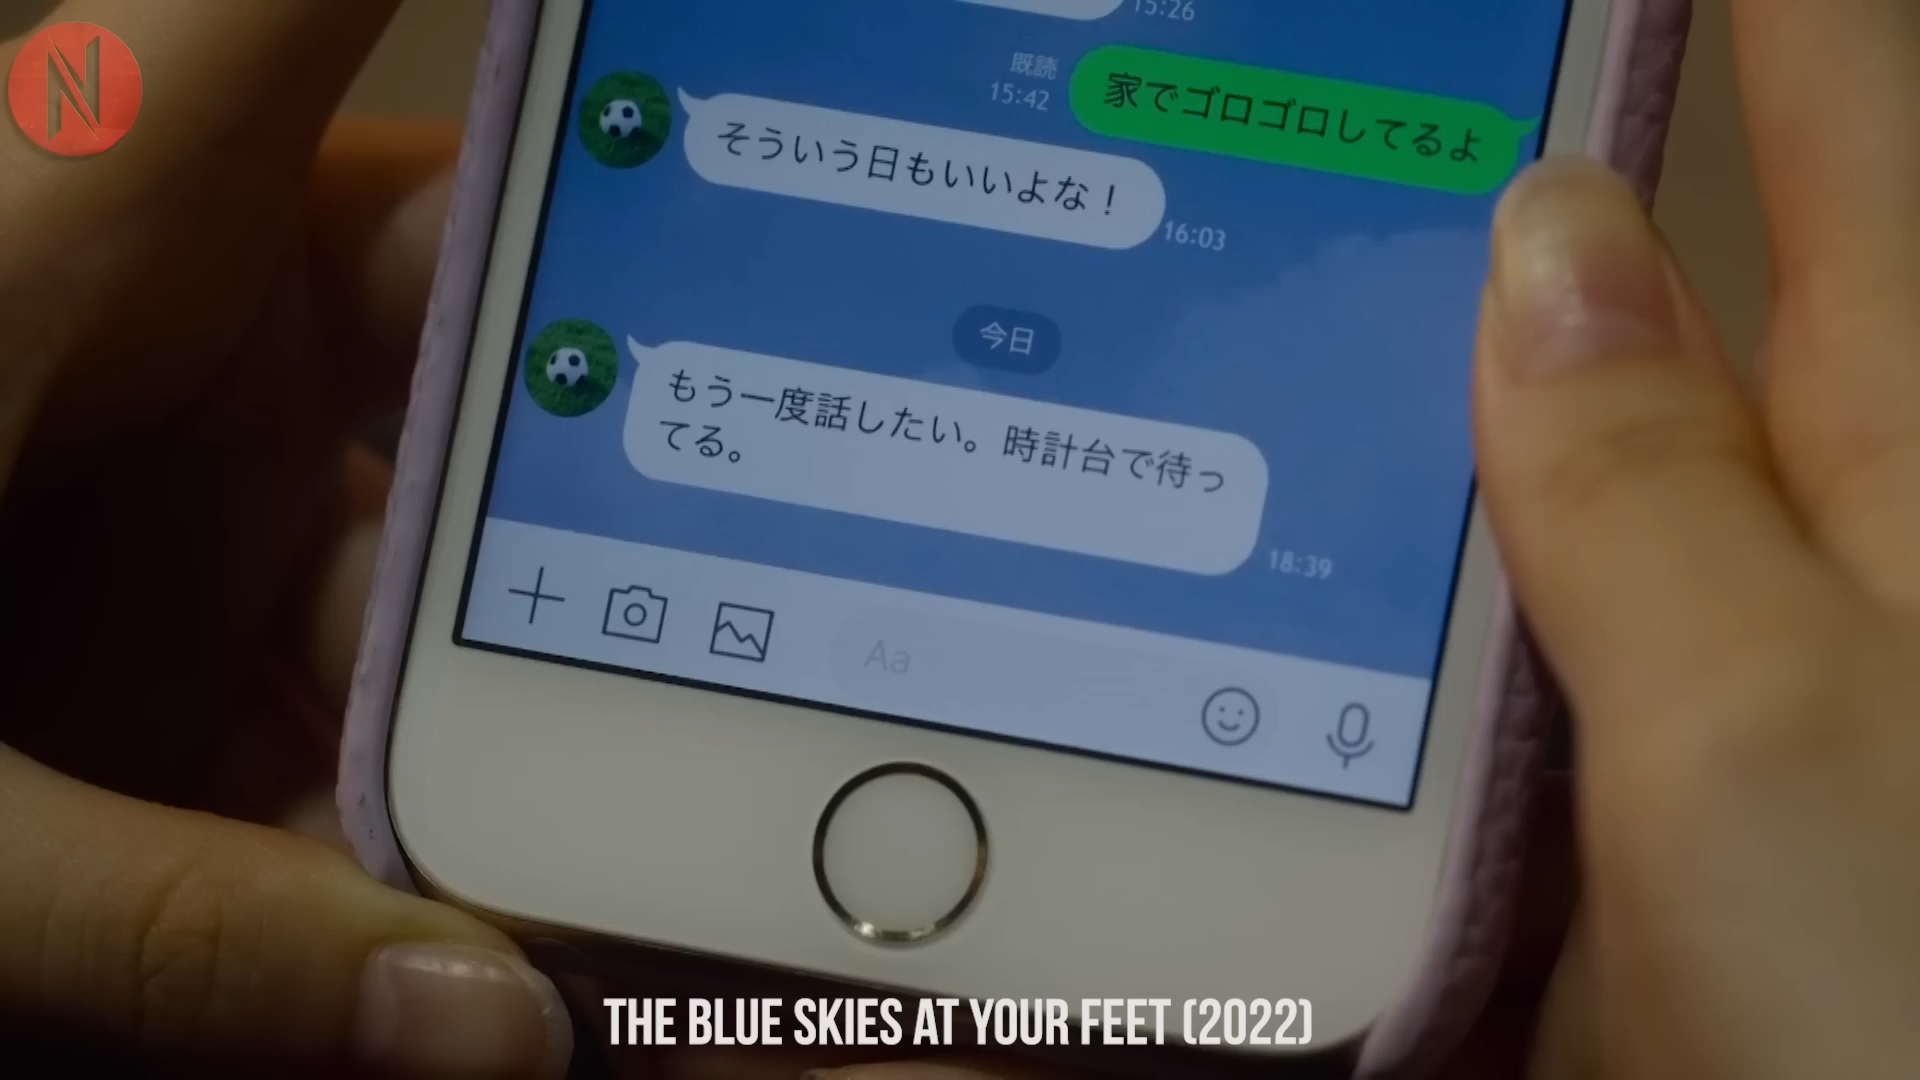 15:26
既読
15:42
家でゴロゴロしてるよ
そういう日もいいよな！
16:03
今日
もう一度話したい。時計台で待っ
てる。
18:39
Aa
THE BLUE SKIES AT YOUR FEET (2022)
N